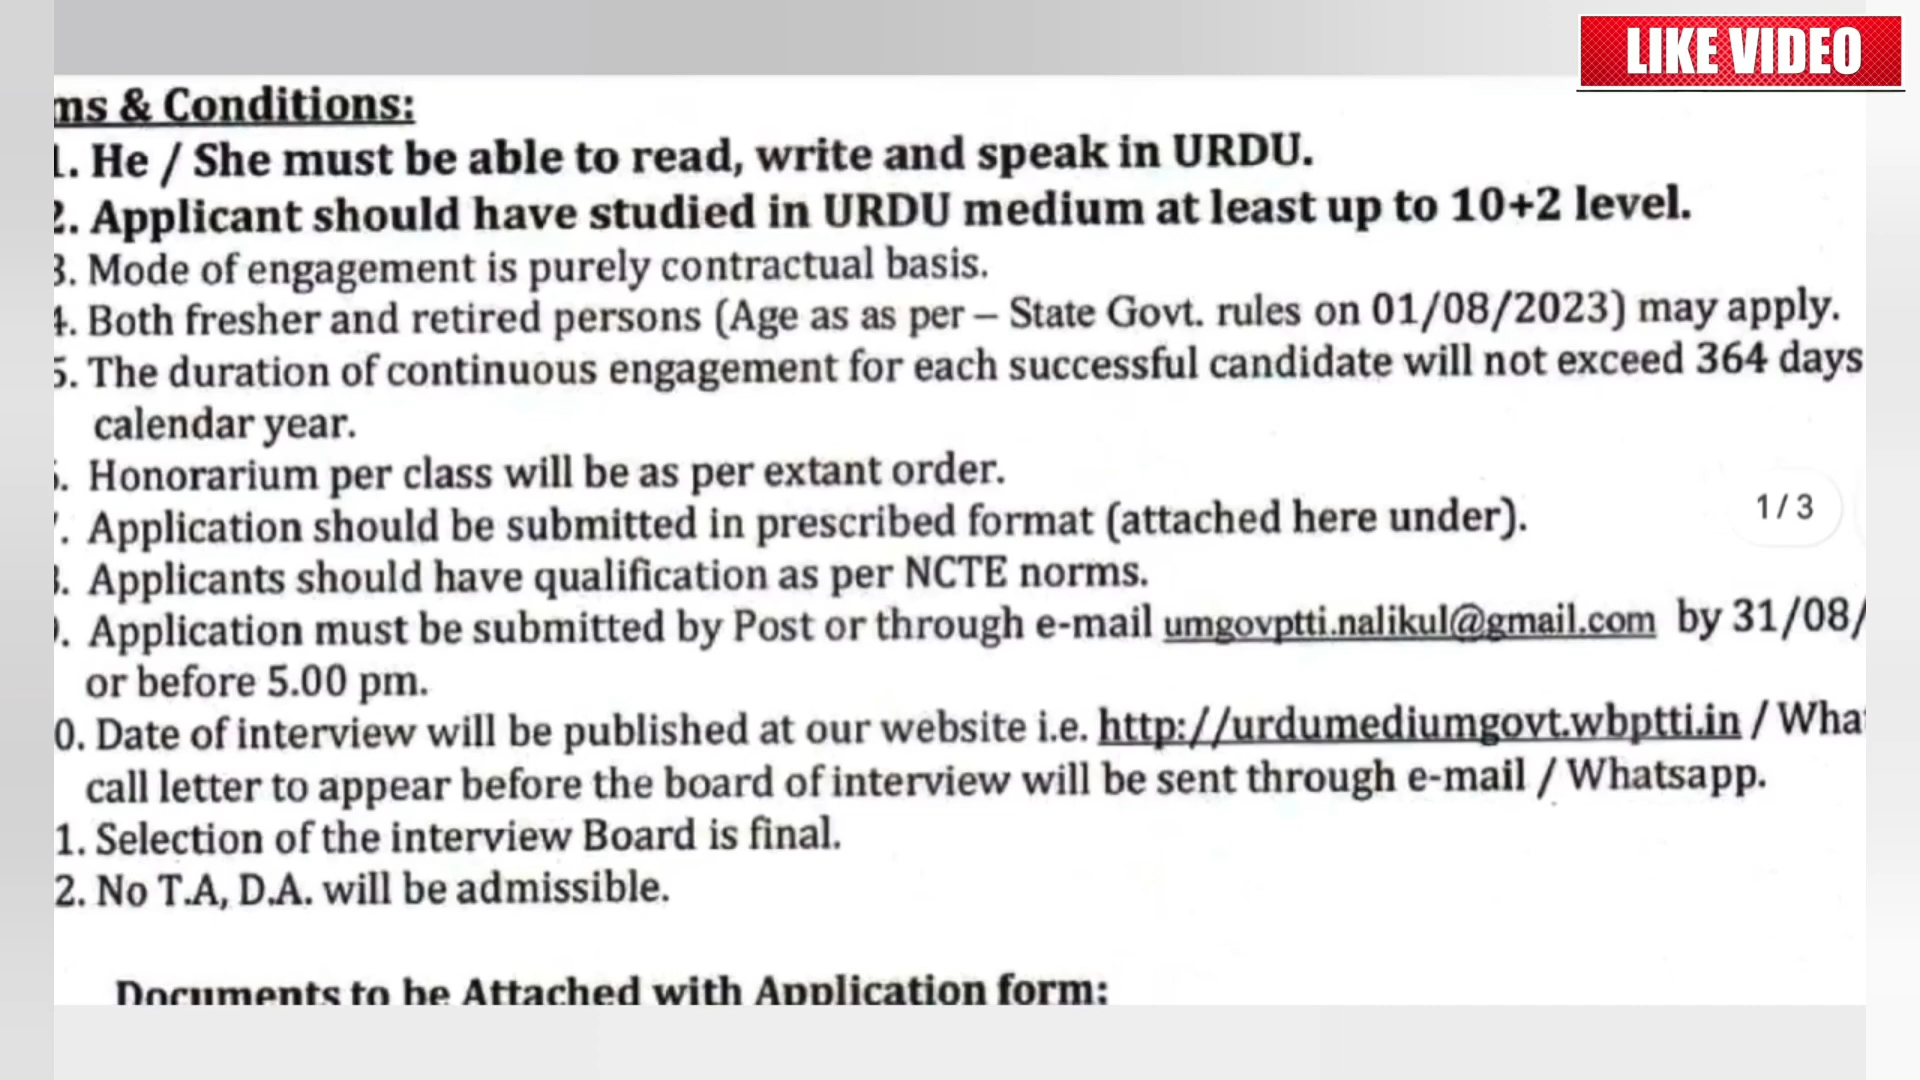 LIKE VIDEO
ms & Conditions:
1. He / She must be able to read, write and speak in URDU.
2. Applicant should have studied in URDU medium at least up to 10+2 level.
3. Mode of engagement is purely contractual basis.
4. Both fresher and retired persons (Age as as per – State Govt. rules on 01/08/2023) may apply.
5. The duration of continuous engagement for each successful candidate will not exceed 364 days
calendar year.
. Honorarium per class will be as per extant order.
1/3
. Application should be submitted in prescribed format (attached here under).
. Applicants should have qualification as per NCTE norms.
. Application must be submitted by Post or through e-mail umgovptti.nalikul@gmail.com by 31/08/
or before 5.00 pm.
0. Date of interview will be published at our website i.e. http://urdumediumgovt.wbptti.in / Wha
call letter to appear before the board of interview will be sent through e-mail / Whatsapp.
1. Selection of the interview Board is final.
2. No T.A, D.A. will be admissible.
Documents to be Attached with Application form: